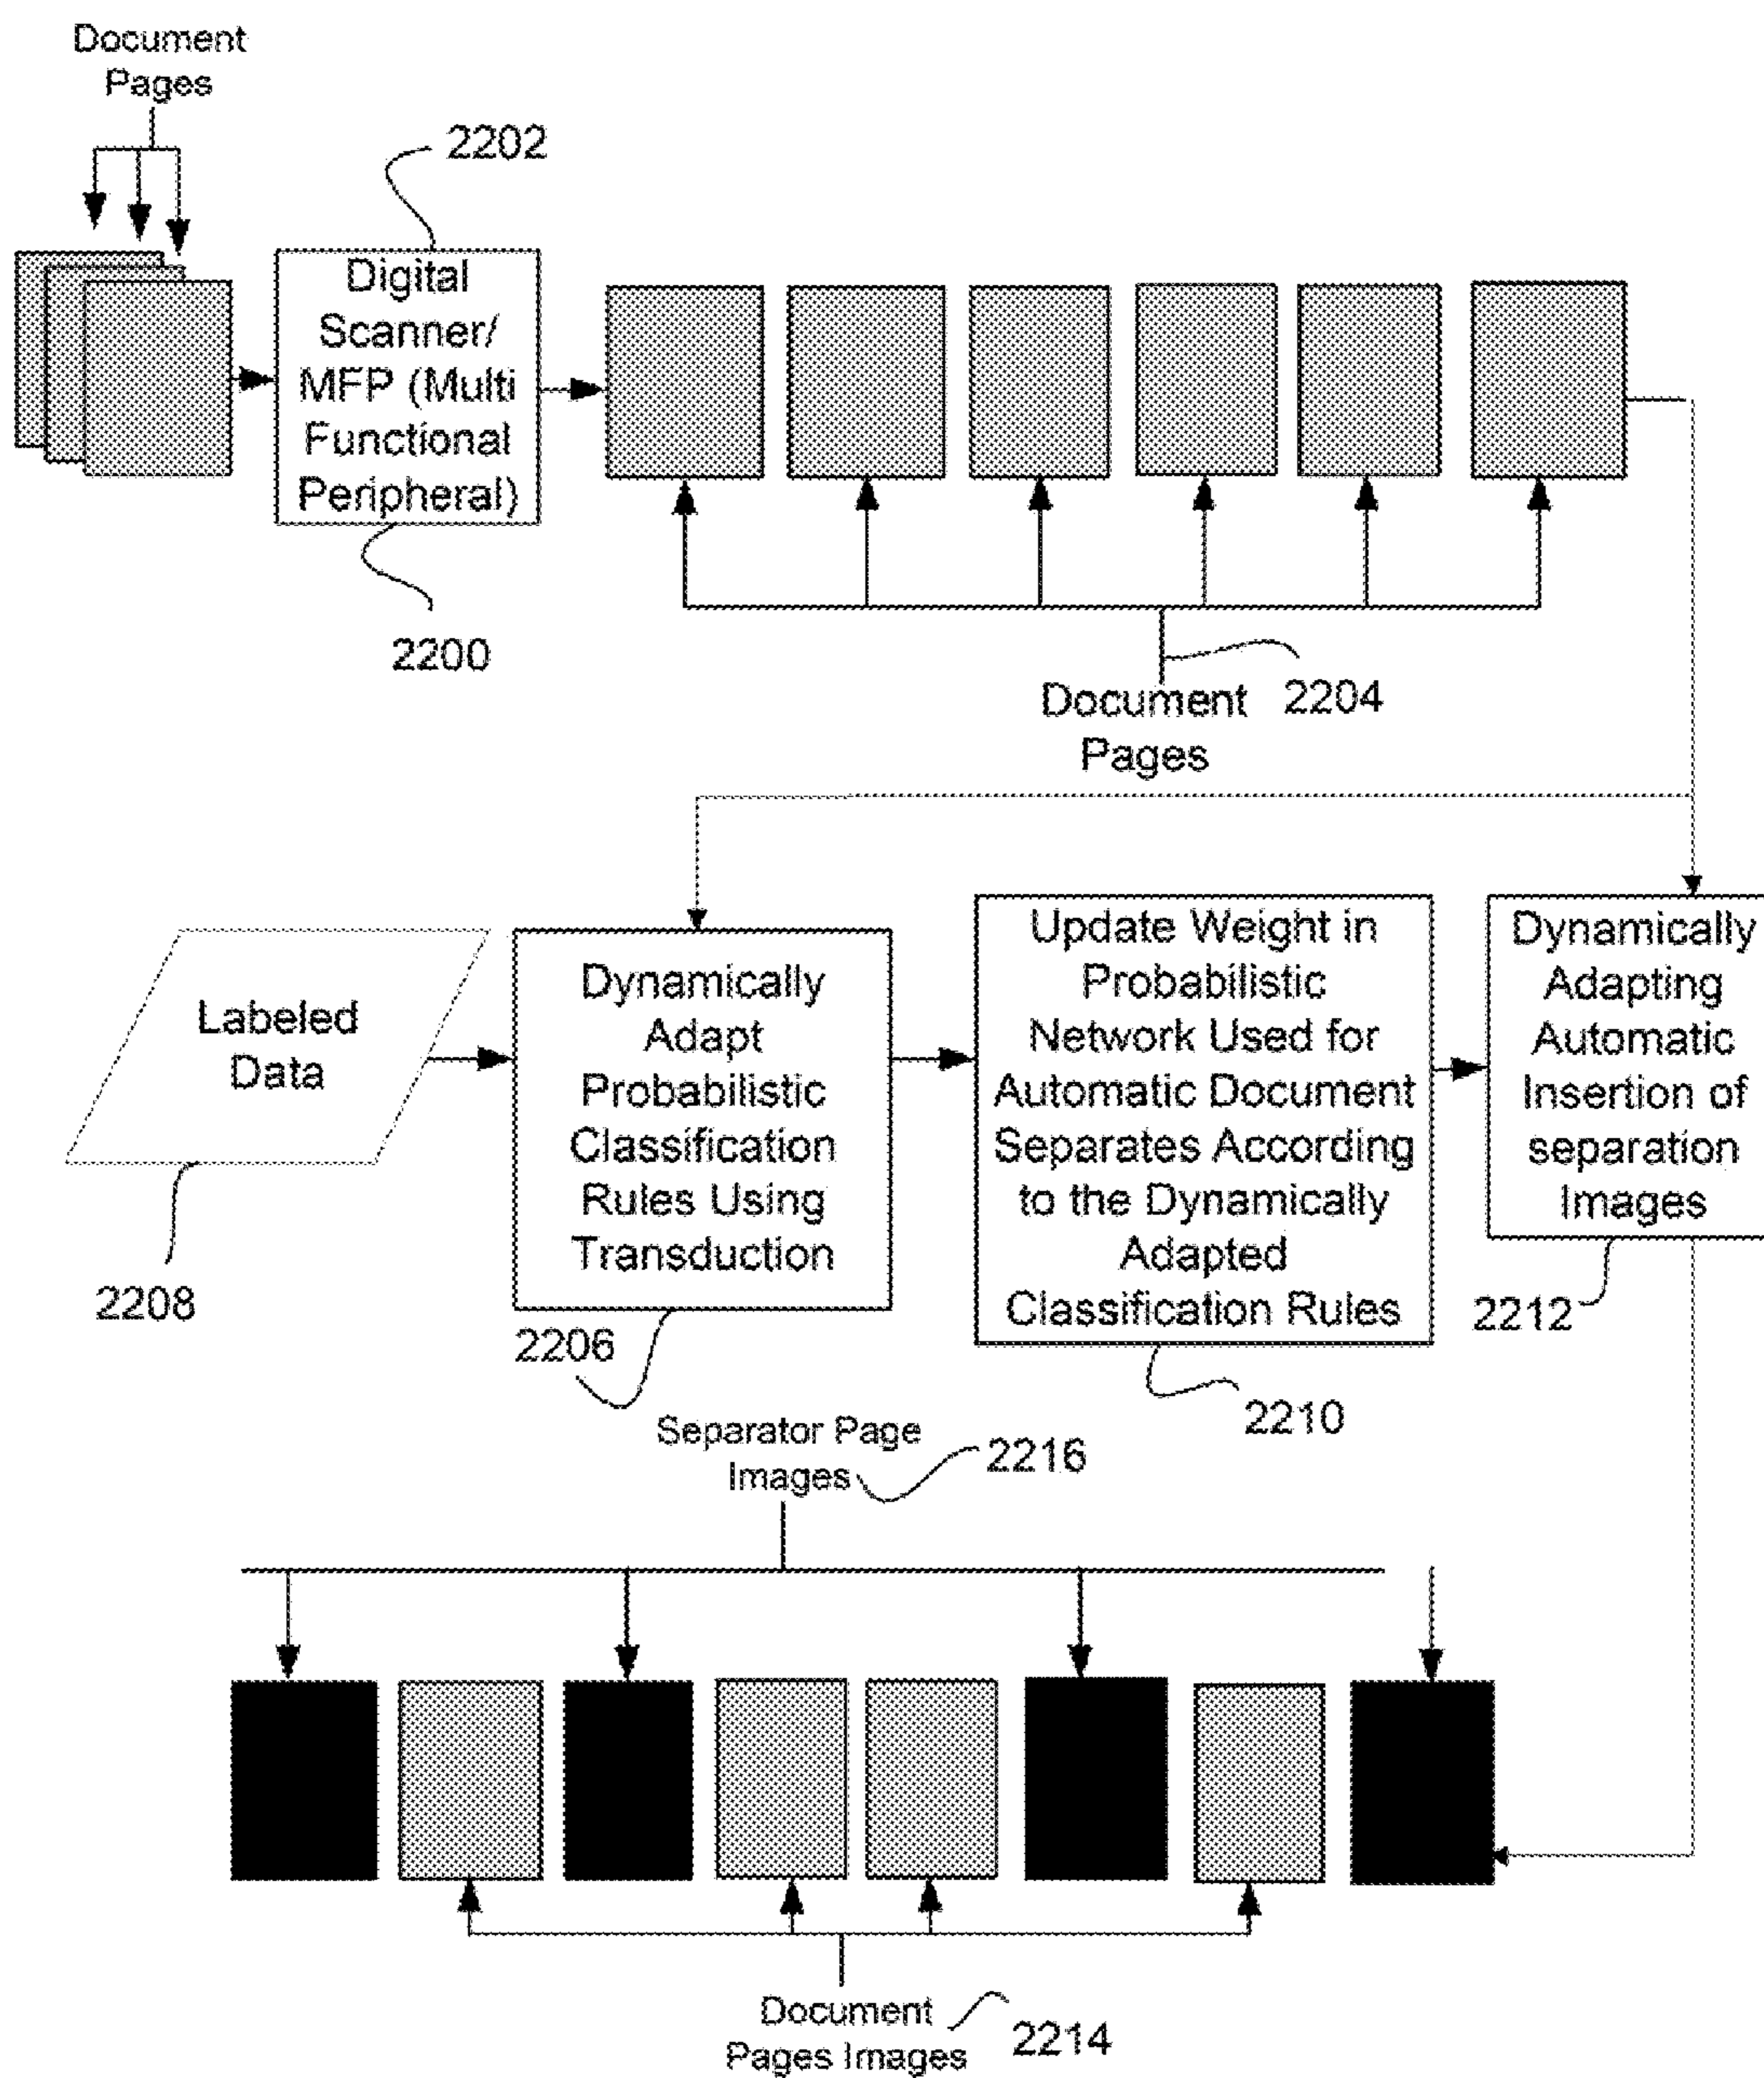 Document
Pages
2202
Digital
Scanner/
MFP (Multi
Functional
Peripheral)
2200
2204
Document
Pages
Labeled
Data
2208
Dynamically
Adapt
Probabilistic
Classification
Rules Using
Transduction
2206
Update Weight in
Probabilistic
Network Used for
Automatic Document
Separates According
to the Dynamically
Adapted
Classification Rules
2210
Dynamically
Adapting
Automatic
Insertion of
separation
Images
2212
Separator Page
Images
2216
Document
Pages Images
2214